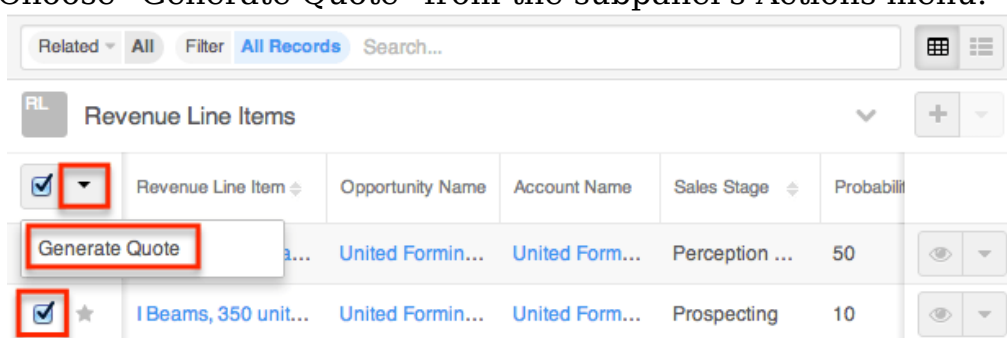 Choose "Generate Quote" from the subpanel's Actions menu.
Related All Filter All Records Search...
RL
Revenue Line Items
Revenue Line Item Opportunity Name Account Name Sales Stage Probabilit
Generate Quote
a... United Formin... United Form... Perception ... 50
I Beams, 350 unit... United Formin... United Form... Prospecting 10